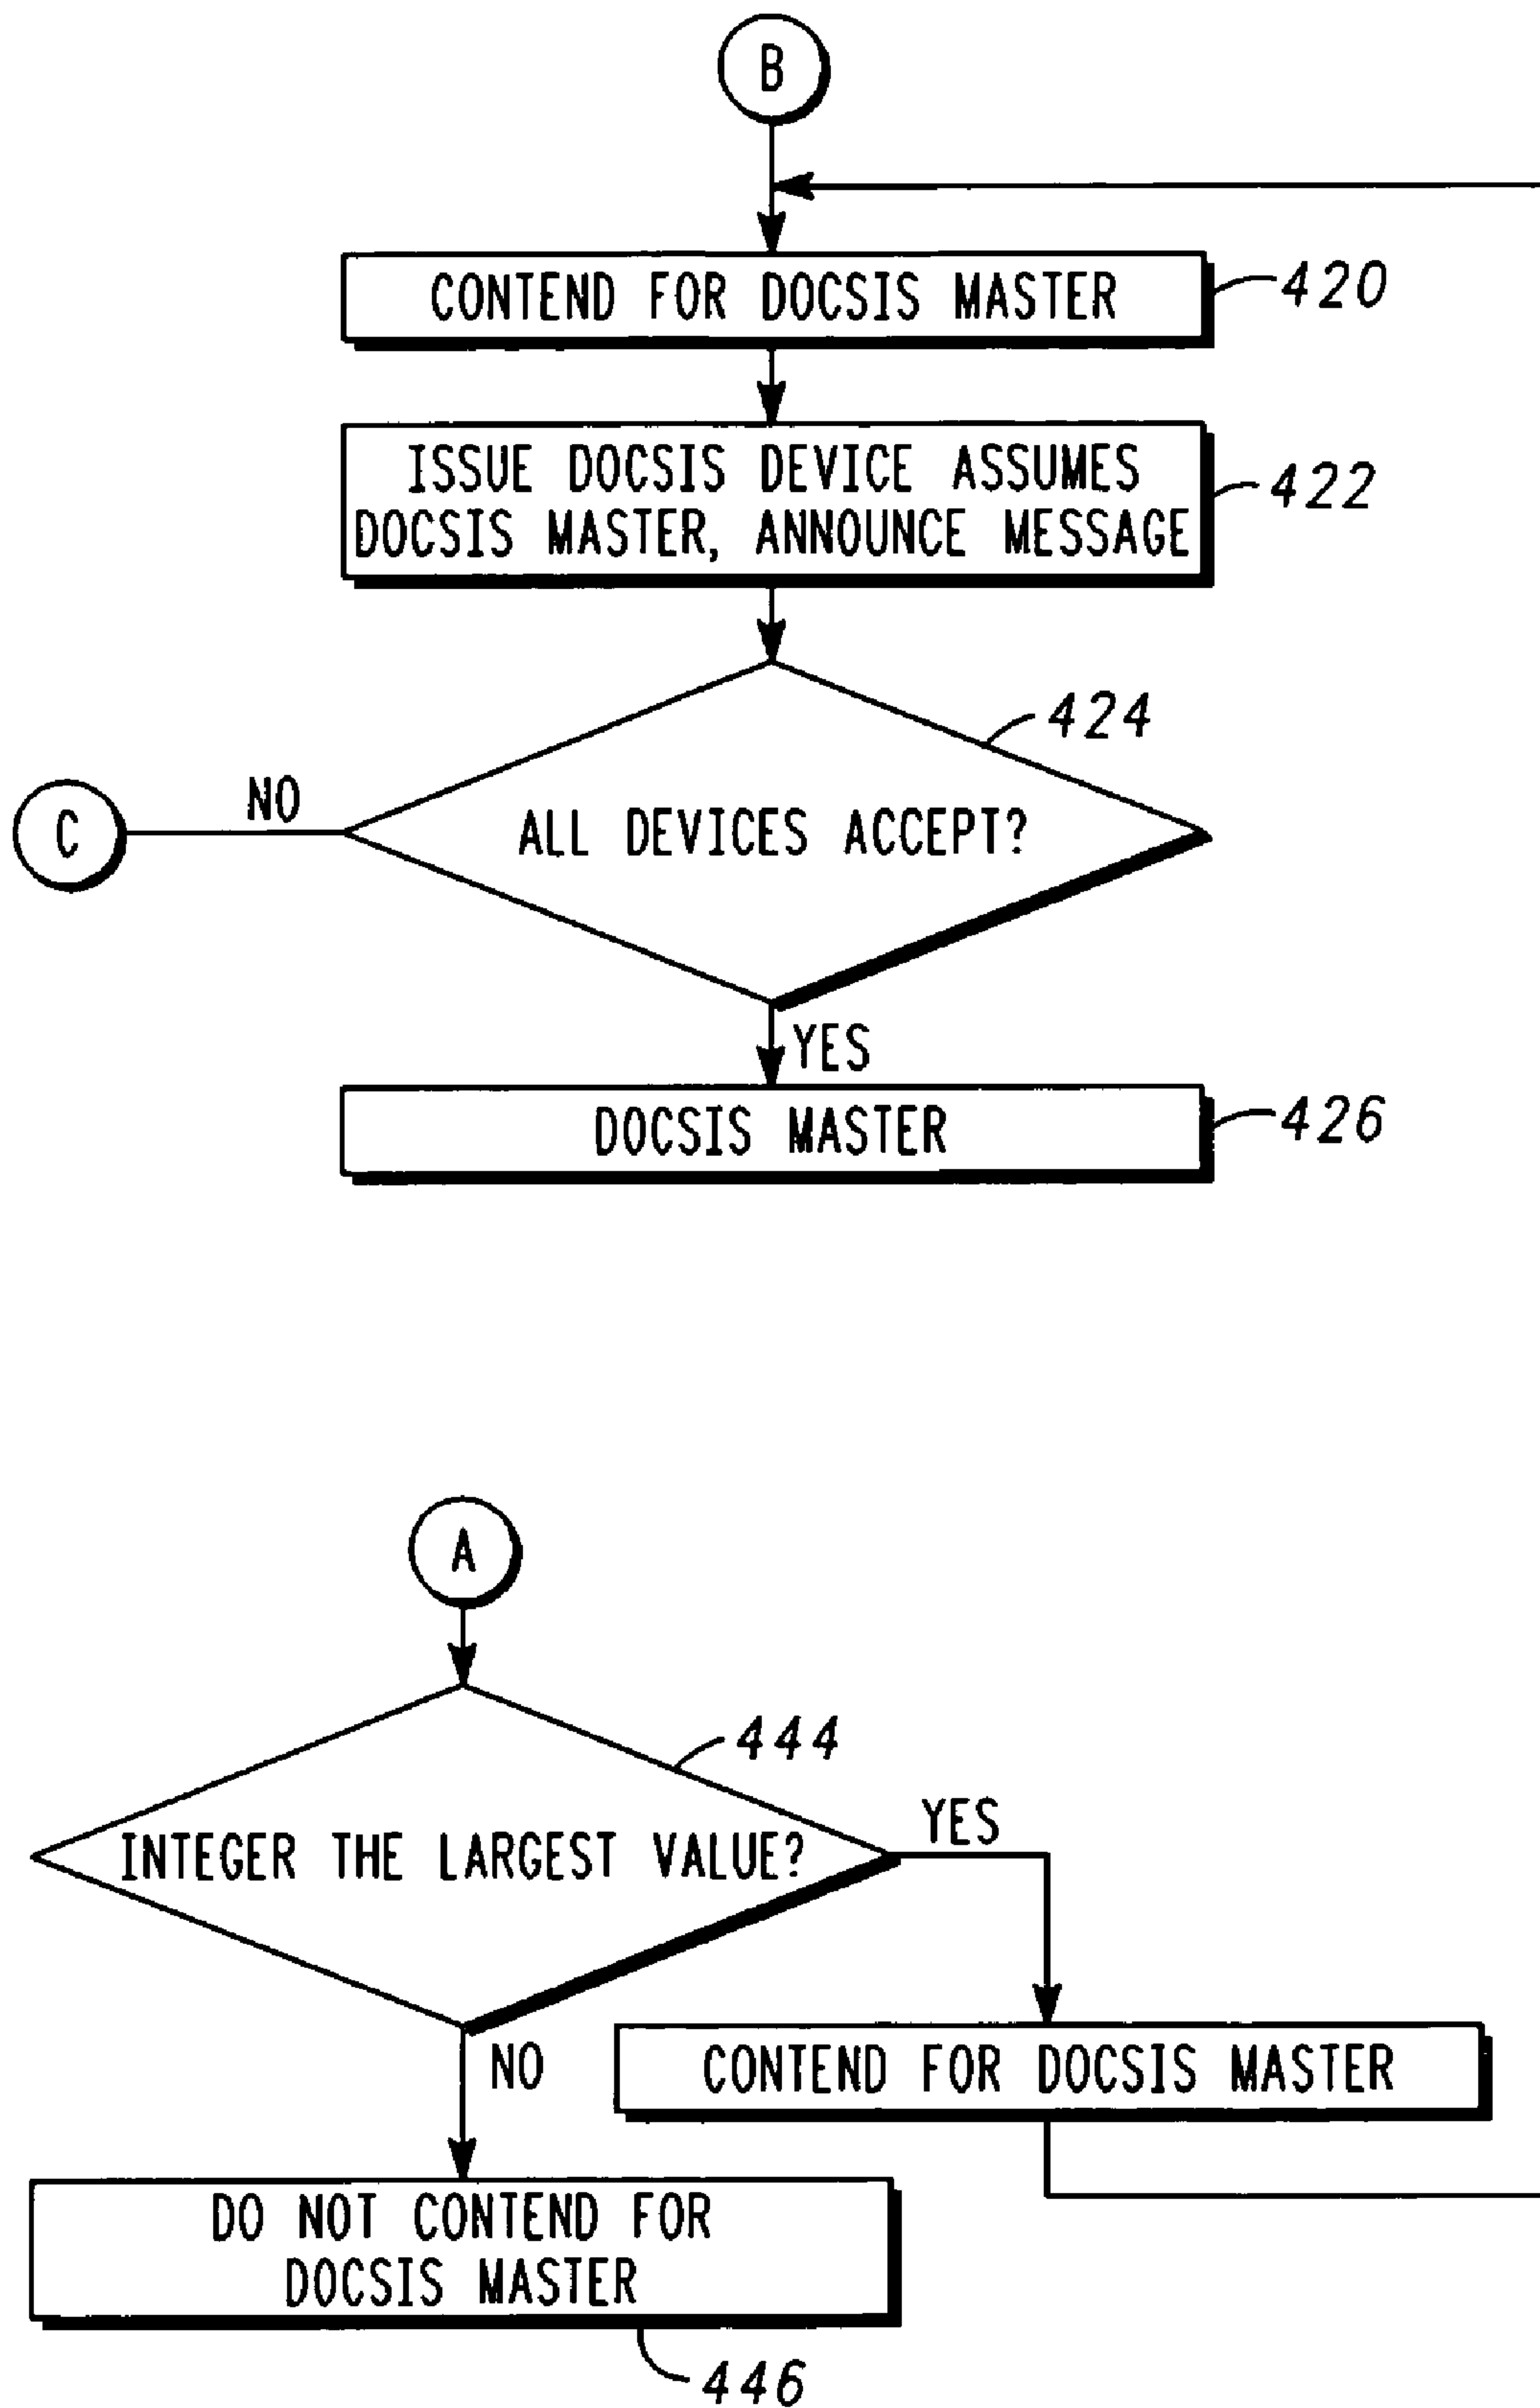 B
CONTEND FOR DOCSIS MASTER
420
ISSUE DOCSIS DEVICE ASSUMES
DOCSIS MASTER, ANNOUNCE MESSAGE
422
424
ALL DEVICES ACCEPT?
NO
C
YES
DOCSIS MASTER
426
A
444
INTEGER THE LARGEST VALUE?
YES
NO
CONTEND FOR DOCSIS MASTER
DO NOT CONTEND FOR
DOCSIS MASTER
446